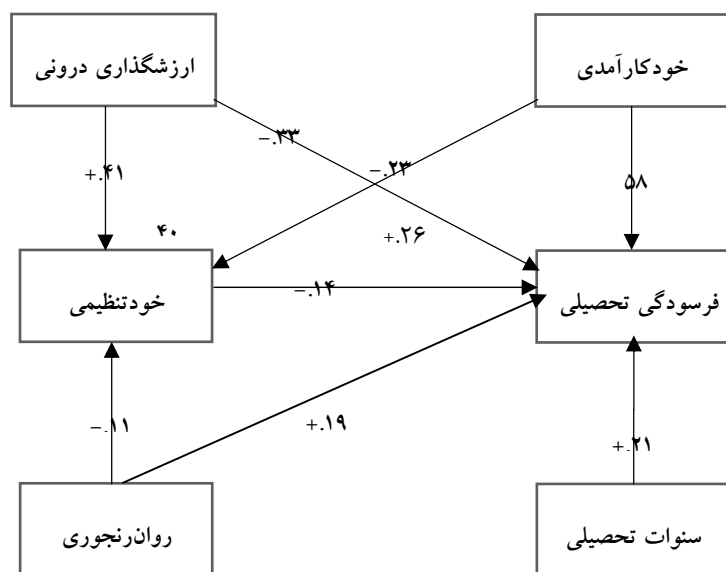 خودکارآمدی
ارزشگذاری درونی
−.۳۳
−.۲۳
+.۴۱
۵۸
۴۰
+.۲۶
فرسودگی تحصیلی
خودتنظیمی
−.۱۴
+.۱۹
−.۱۱
+.۲۱
سنوات تحصیلی
روان‌رنجوری